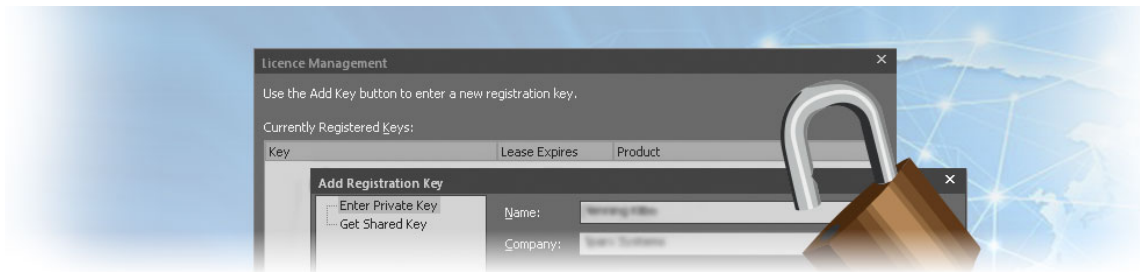 Licence Management
Use the Add Key button to enter a new registration key.
Currently Registered Keys:
Key Lease Expires Product
Add Registration Key
Enter Private Key
Get Shared Key
Name:
Company: